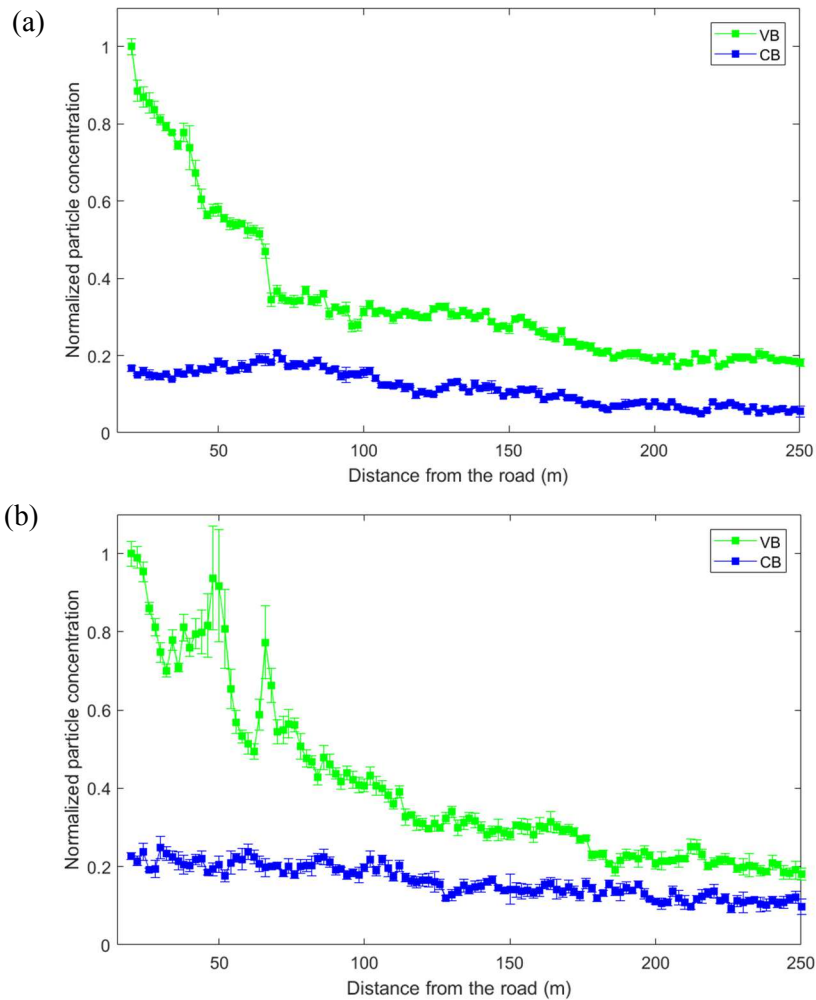 (a)
1
0.8
0.6
0.4
0.2
0
Normalized particle concentration
VB
CB
50
100
150
200
250
Distance from the road (m)
(b)
1
0.8
0.6
0.4
0.2
0
Normalized particle concentration
VB
CB
50
100
150
200
250
Distance from the road (m)